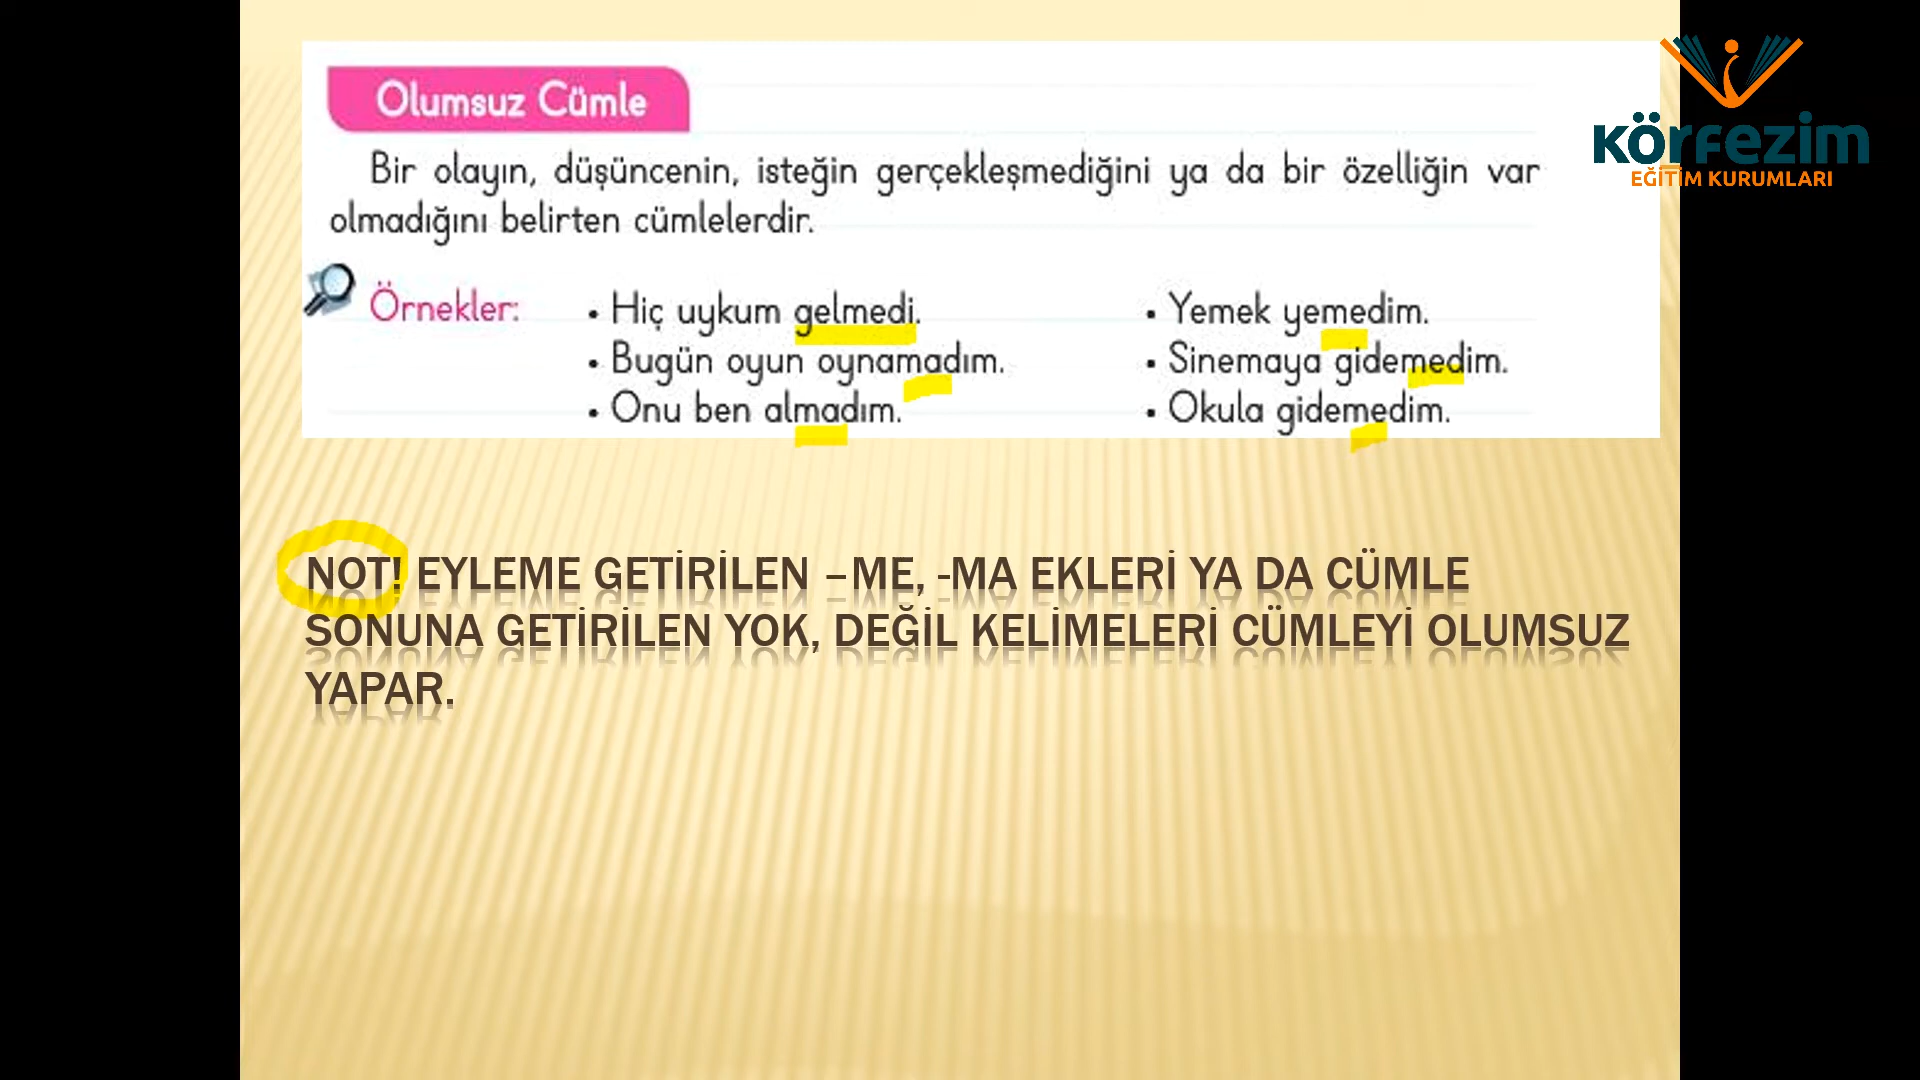 Olumsuz Cümle
körfezim
EĞİTİM KURUMLARI
Bir olayın, düşüncenin, isteğin gerçekleşmediğini ya da bir özelliğin var
olmadığını belirten cümlelerdir.
Örnekler:
• Hiç uykum gelmedi.
• Bugün oyun oynamadım.
• Onu ben almadım.
• Yemek yemedim.
• Sinemaya gidemedim.
• Okula gidemedim.
NOT! EYLEME GETİRİLEN –ME, -MA EKLERİ YA DA CÜMLE
SONUNA GETİRİLEN YOK, DEĞİL KELİMELERİ CÜMLEYİ OLUMSUZ
YAPAR.